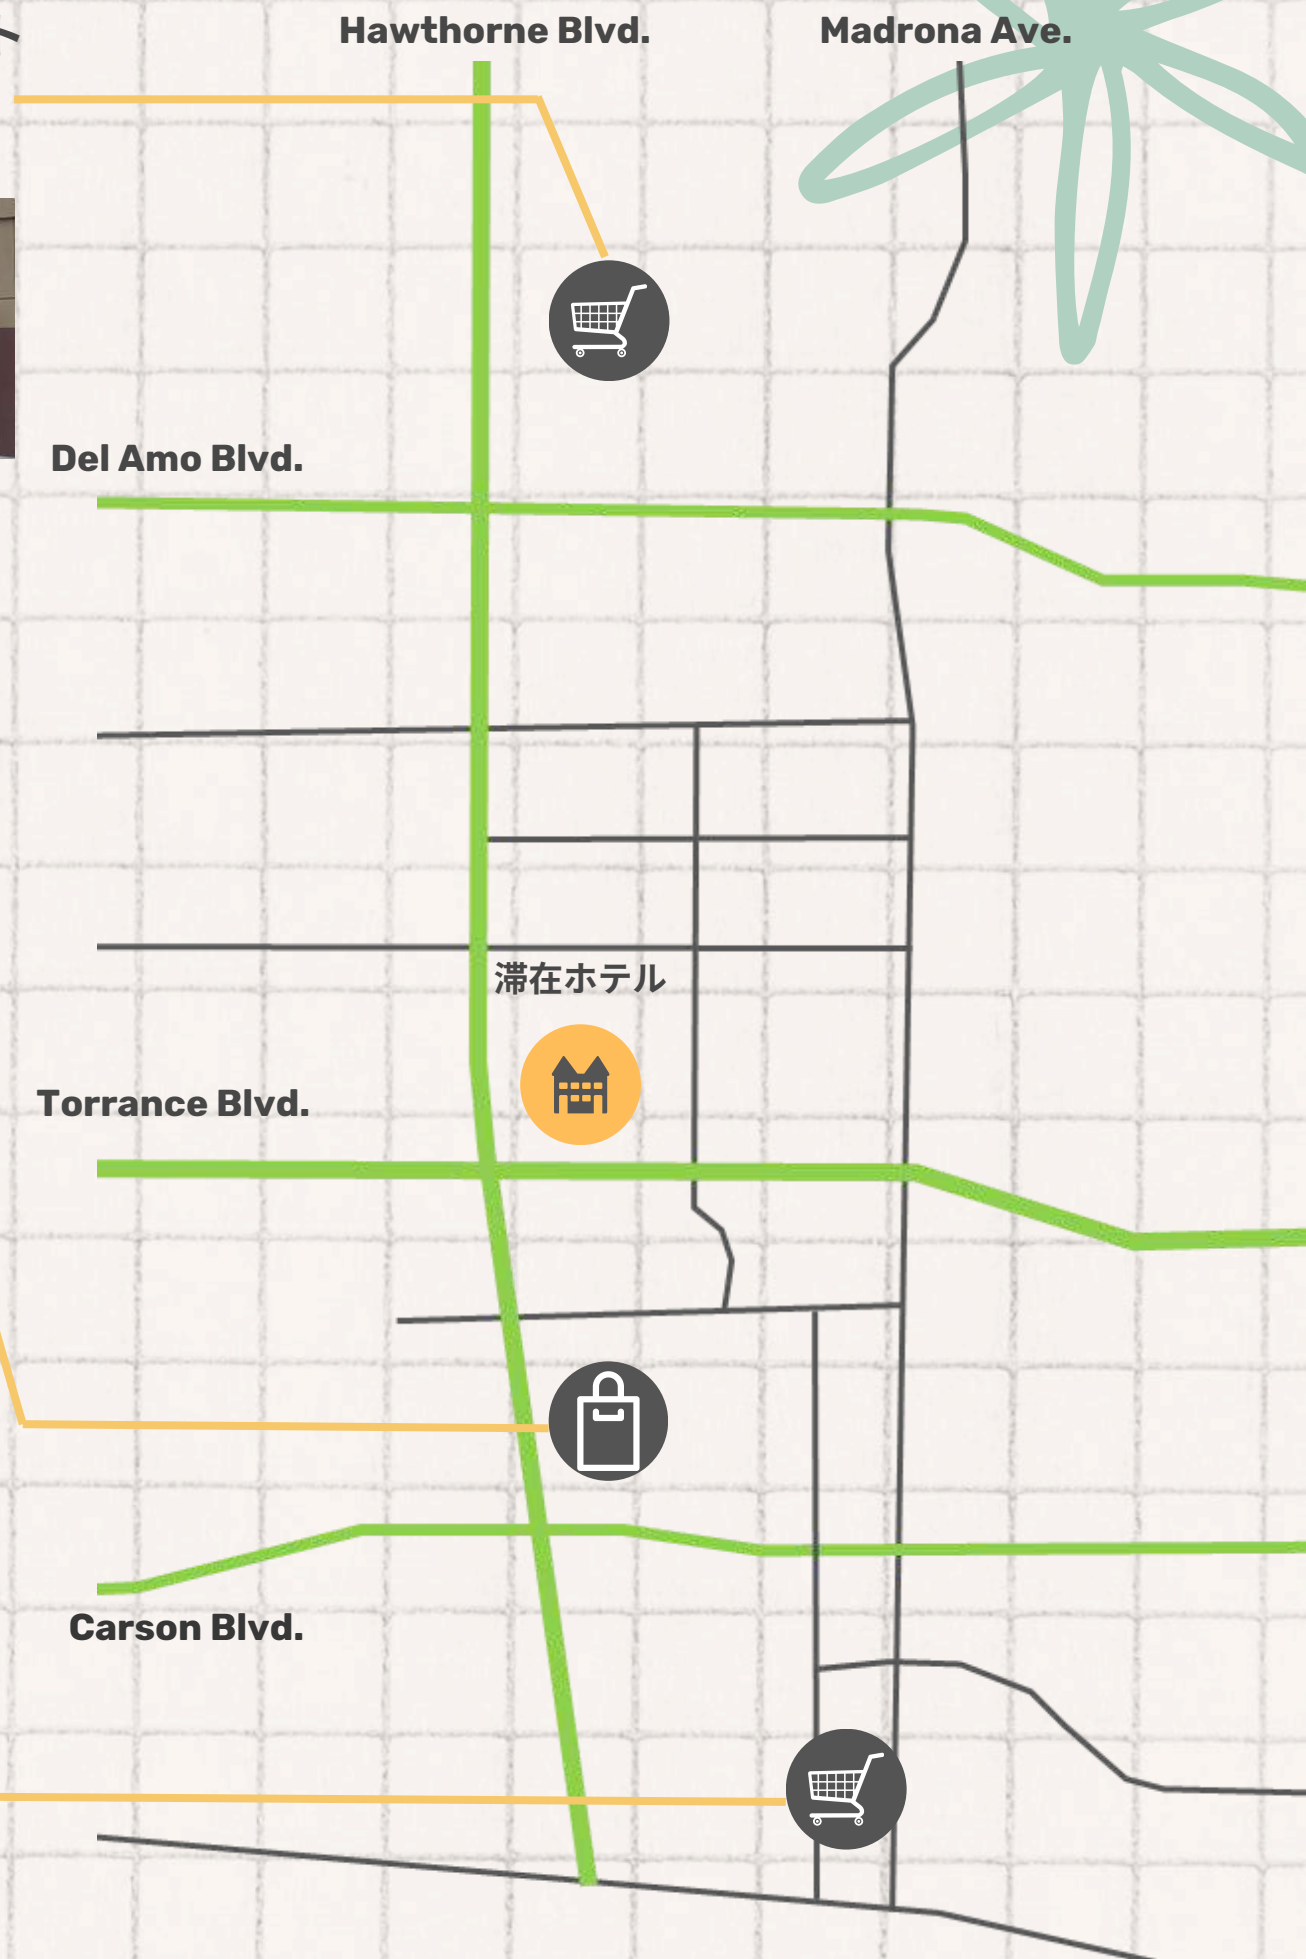 Hawthorne Blvd.
Madrona Ave.
Del Amo Blvd.
滞在ホテル
Torrance Blvd.
Carson Blvd.